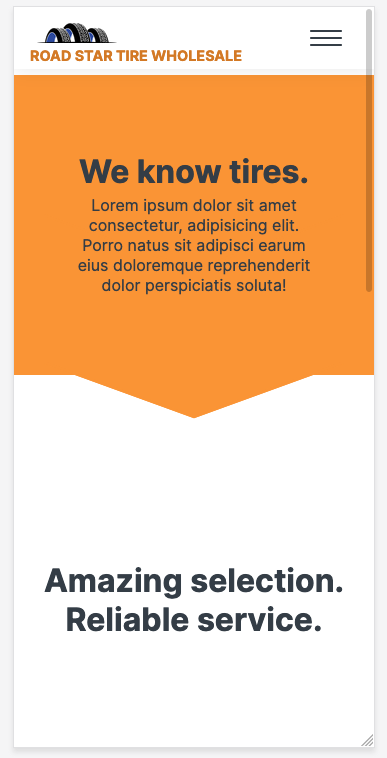 ROAD STAR TIRE WHOLESALE
We know tires.
Lorem ipsum dolor sit amet
consectetur, adipisicing elit.
Porro natus sit adipisci earum
eius doloremque reprehenderit
dolor perspiciatis soluta!
Amazing selection.
Reliable service.